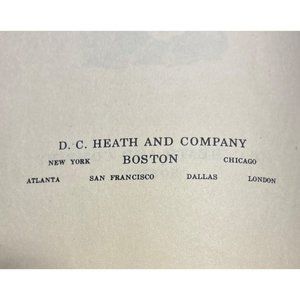 D. C. HEATH AND COMPANY
NEW YORK BOSTON CHICAGO
ATLANTA SAN FRANCISCO DALLAS LONDON